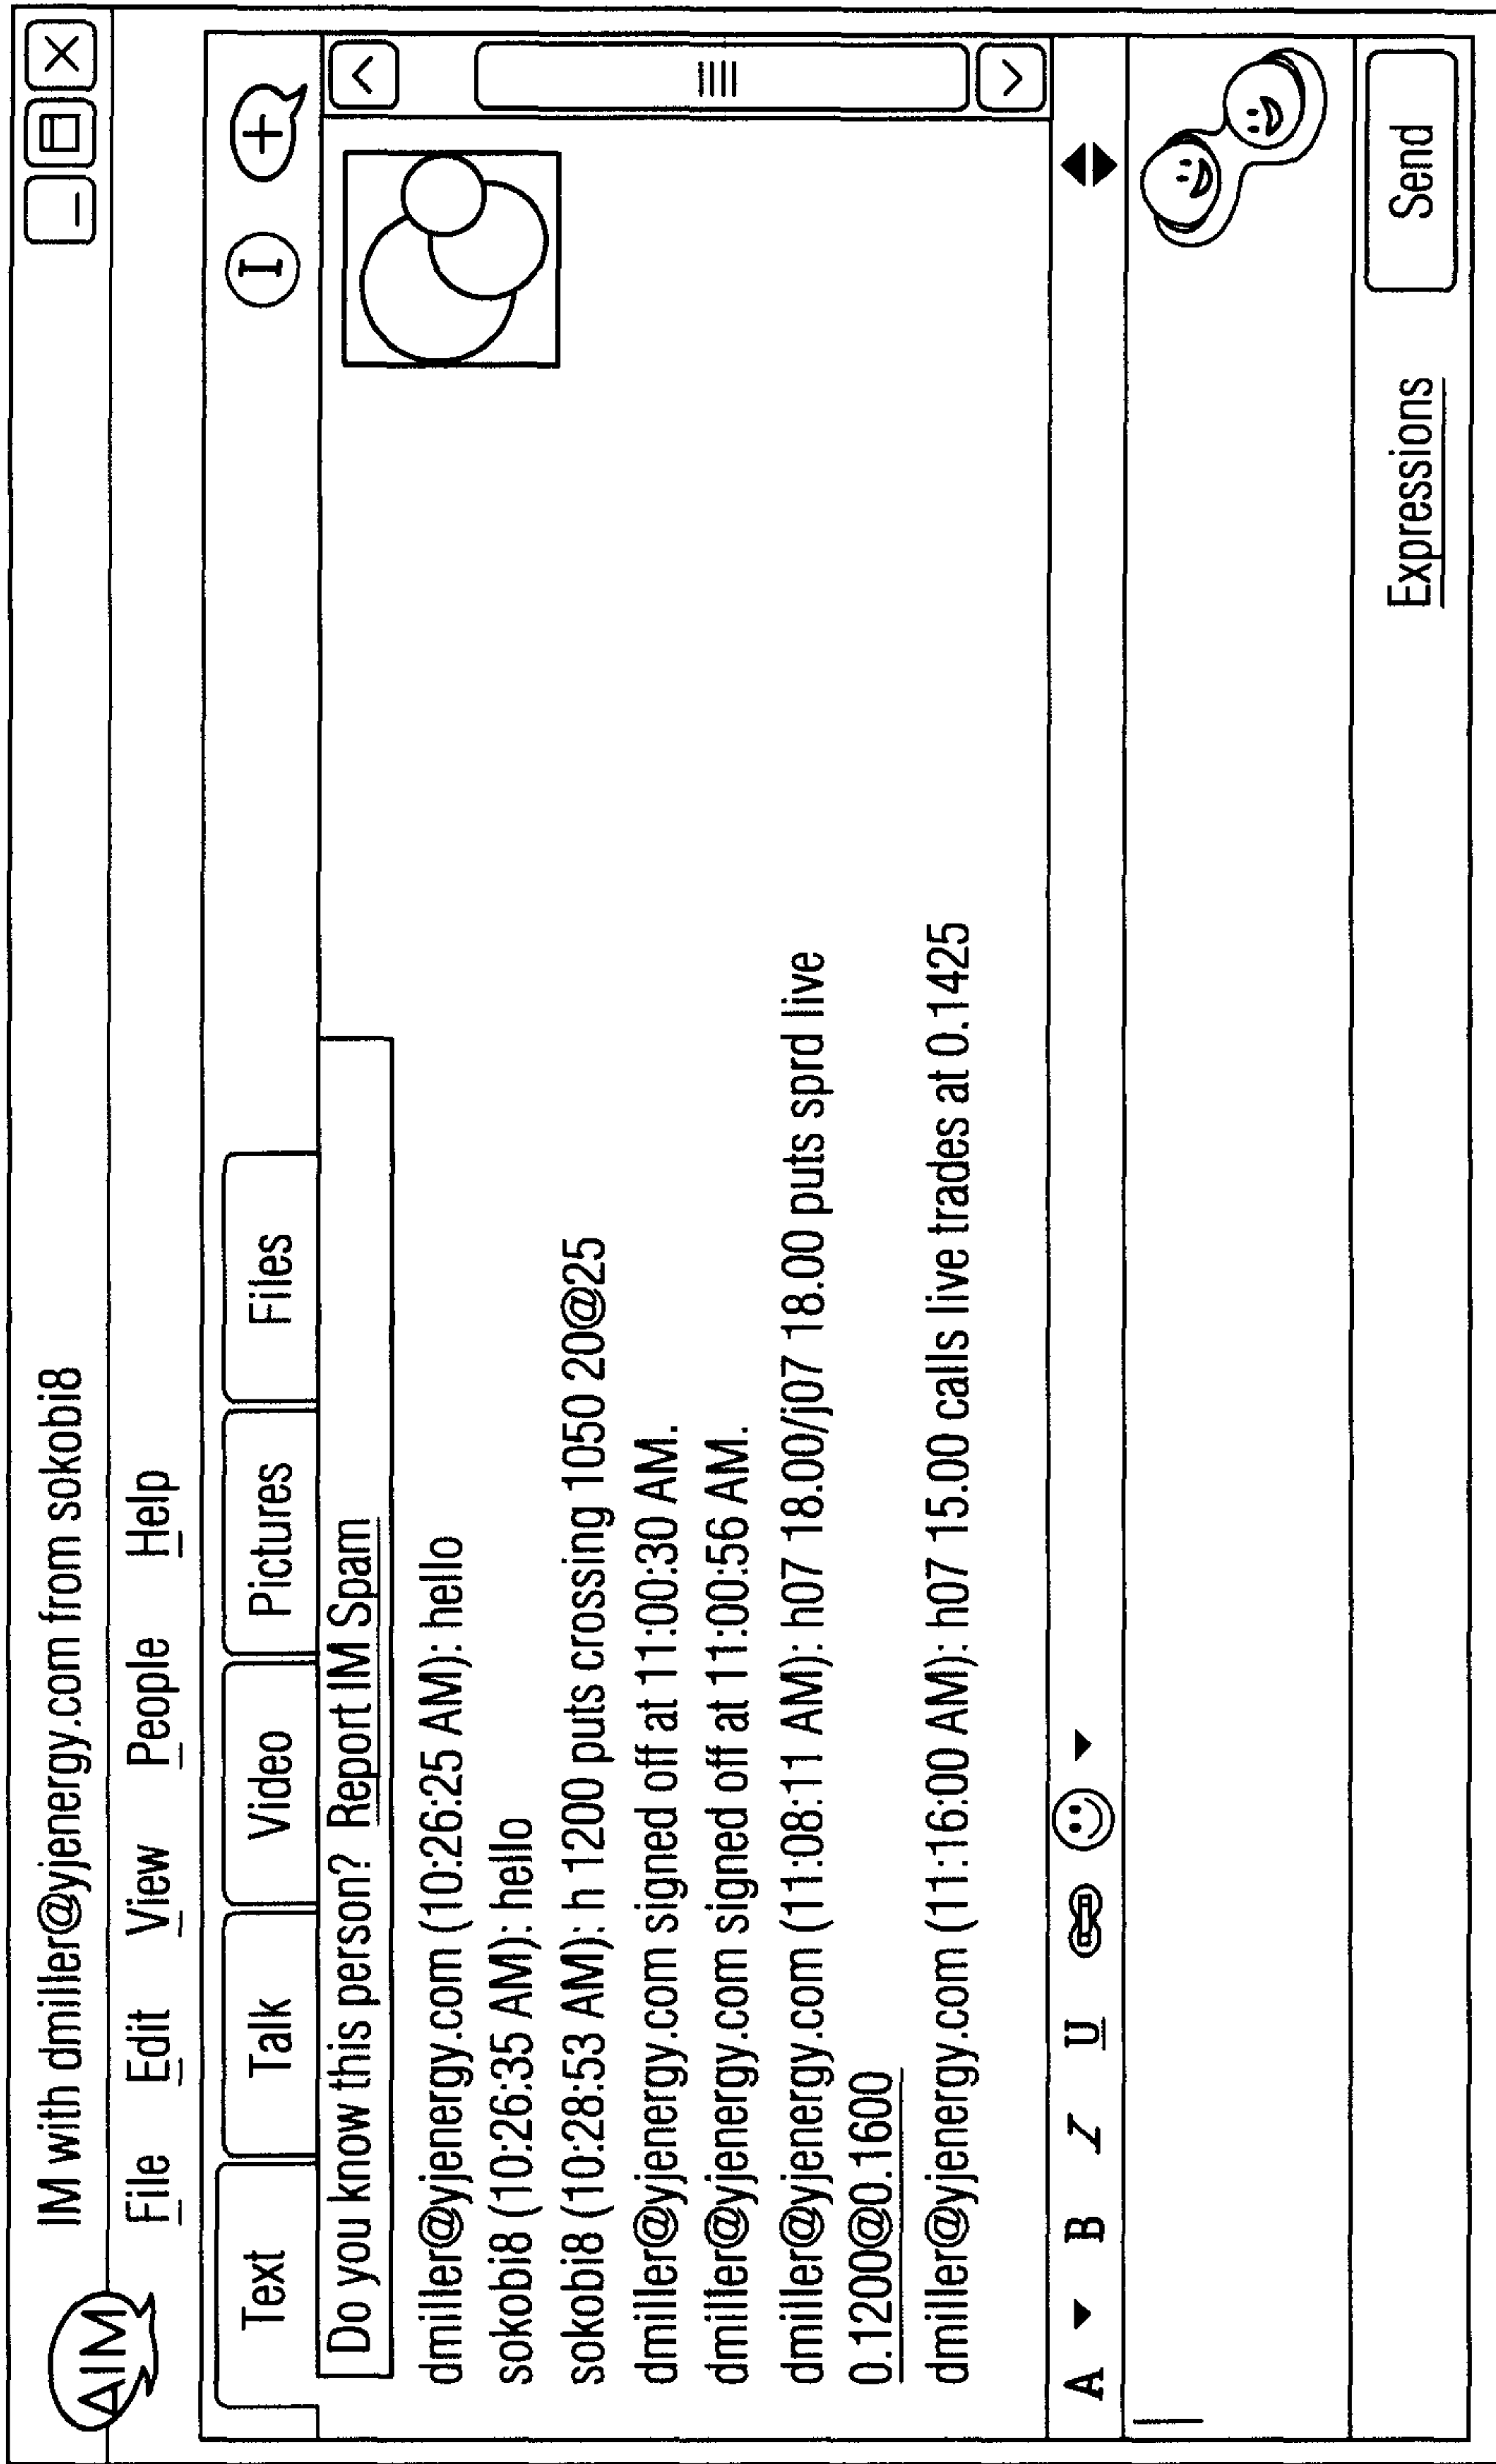 AIM
IM with dmiller@yjenergy.com from sokobi8
File Edit View People Help
Text Talk Video Pictures Files
Do you know this person? Report IM Spam
dmiller@yjenergy.com (10:26:25 AM): hello
sokobi8 (10:26:35 AM): hello
sokobi8 (10:28:53 AM): h 1200 puts crossing 1050 20@25
dmiller@yjenergy.com signed off at 11:00:30 AM.
dmiller@yjenergy.com signed off at 11:00:56 AM.
dmiller@yjenergy.com (11:08:11 AM): h07 18.00/j07 18.00 puts sprd live
0.1200@0.1600
dmiller@yjenergy.com (11:16:00 AM): h07 15.00 calls live trades at 0.1425
A B I U
Expressions Send